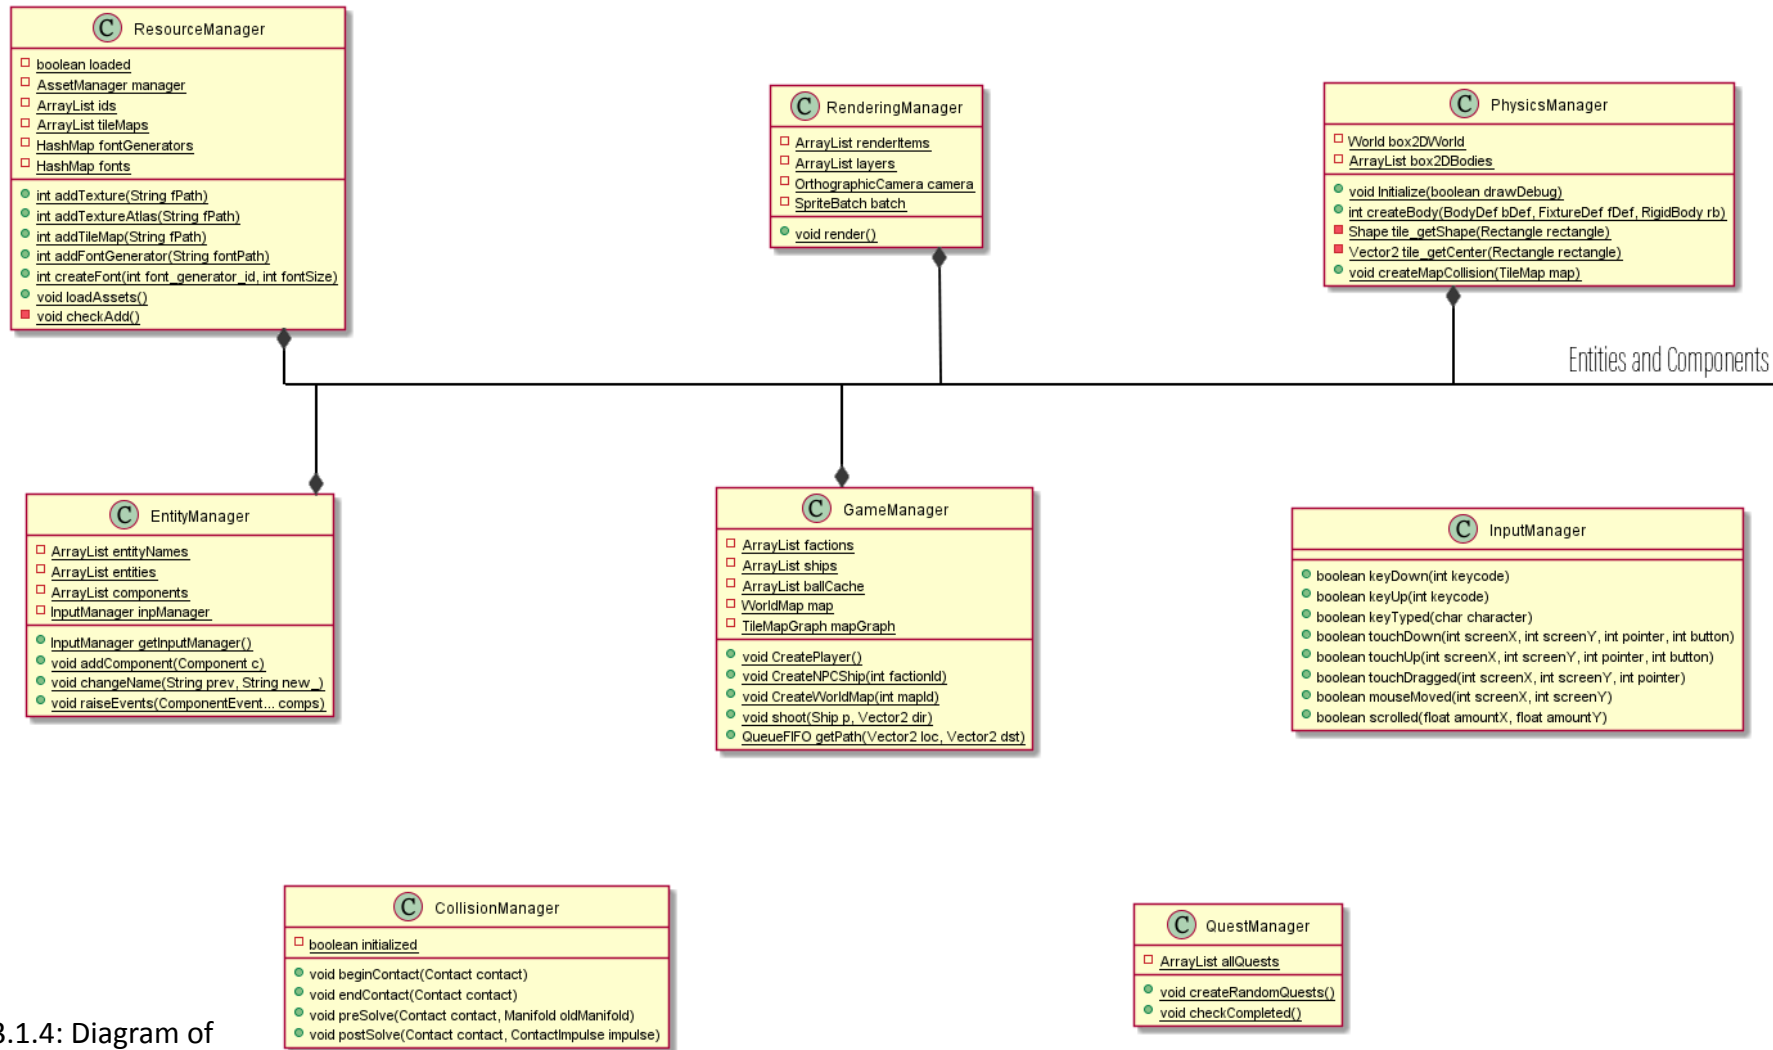 C ResourceManager
boolean loaded
AssetManager manager
ArrayList ids
ArrayList tileMaps
HashMap fontGenerators
HashMap fonts
int addTexture(String fPath)
int addTextureAtlas(String fPath)
int addTileMap(String fPath)
int addFontGenerator(String fontPath)
int createFont(int font_generator_id, int fontSize)
void loadAssets()
void checkAdd()
C RenderingManager
ArrayList renderItems
ArrayList layers
OrthographicCamera camera
SpriteBatch batch
void render()
C PhysicsManager
World box2DWorld
ArrayList box2DBodies
void Initialize(boolean drawDebug)
int createBody(BodyDef bDef, FixtureDef fDef, RigidBody rb)
Shape tile_getShape(Rectangle rectangle)
Vector2 tile_getCenter(Rectangle rectangle)
void createMapCollision(TileMap map)
Entities and Components
C EntityManager
ArrayList entityNames
ArrayList entities
ArrayList components
InputManager inpManager
InputManager getInputManager()
void addComponent(Component c)
void changeName(String prev, String new_)
void raiseEvents(ComponentEvent... comps)
C GameManager
ArrayList factions
ArrayList ships
ArrayList ballCache
WorldMap map
TileMapGraph mapGraph
void CreatePlayer()
void CreateNPCShip(int factionId)
void CreateWorldMap(int mapId)
void shoot(Ship p, Vector2 dir)
QueueFIFO getPath(Vector2 loc, Vector2 dst)
C InputManager
boolean keyDown(int keycode)
boolean keyUp(int keycode)
boolean keyTyped(char character)
boolean touchDown(int screenX, int screenY, int pointer, int button)
boolean touchUp(int screenX, int screenY, int pointer, int button)
boolean touchDragged(int screenX, int screenY, int pointer)
boolean mouseMoved(int screenX, int screenY)
boolean scrolled(float amountX, float amountY)
C CollisionManager
boolean initialized
void beginContact(Contact contact)
void endContact(Contact contact)
void preSolve(Contact contact, Manifold oldManifold)
void postSolve(Contact contact, ContactImpulse impulse)
C QuestManager
ArrayList allQuests
void createRandomQuests()
void checkCompleted()
3.1.4: Diagram of